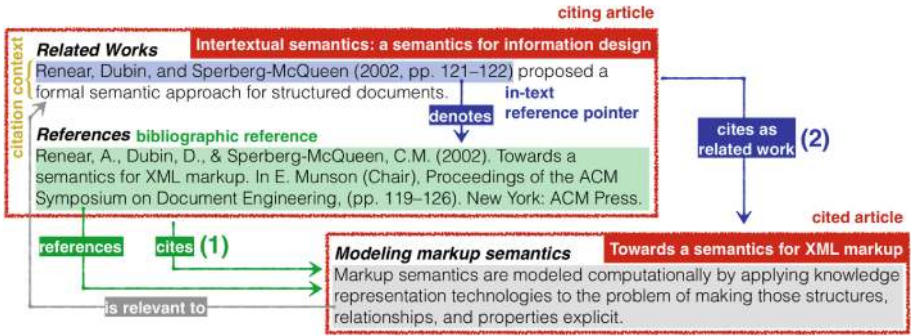 citing article
citation context
Related Works
Intertextual semantics: a semantics for information design
Renear, Dubin, and Sperberg-McQueen (2002, pp. 121–122) proposed a
formal semantic approach for structured documents.
in-text
reference pointer
denotes
References bibliographic reference
Renear, A., Dubin, D., & Sperberg-McQueen, C.M. (2002). Towards a
semantics for XML markup. In E. Munson (Chair), Proceedings of the ACM
Symposium on Document Engineering, (pp. 119–126). New York: ACM Press.
cites as
related work (2)
cited article
references
cites (1)
Modeling markup semantics
Towards a semantics for XML markup
Markup semantics are modeled computationally by applying knowledge
representation technologies to the problem of making those structures,
relationships, and properties explicit.
is relevant to